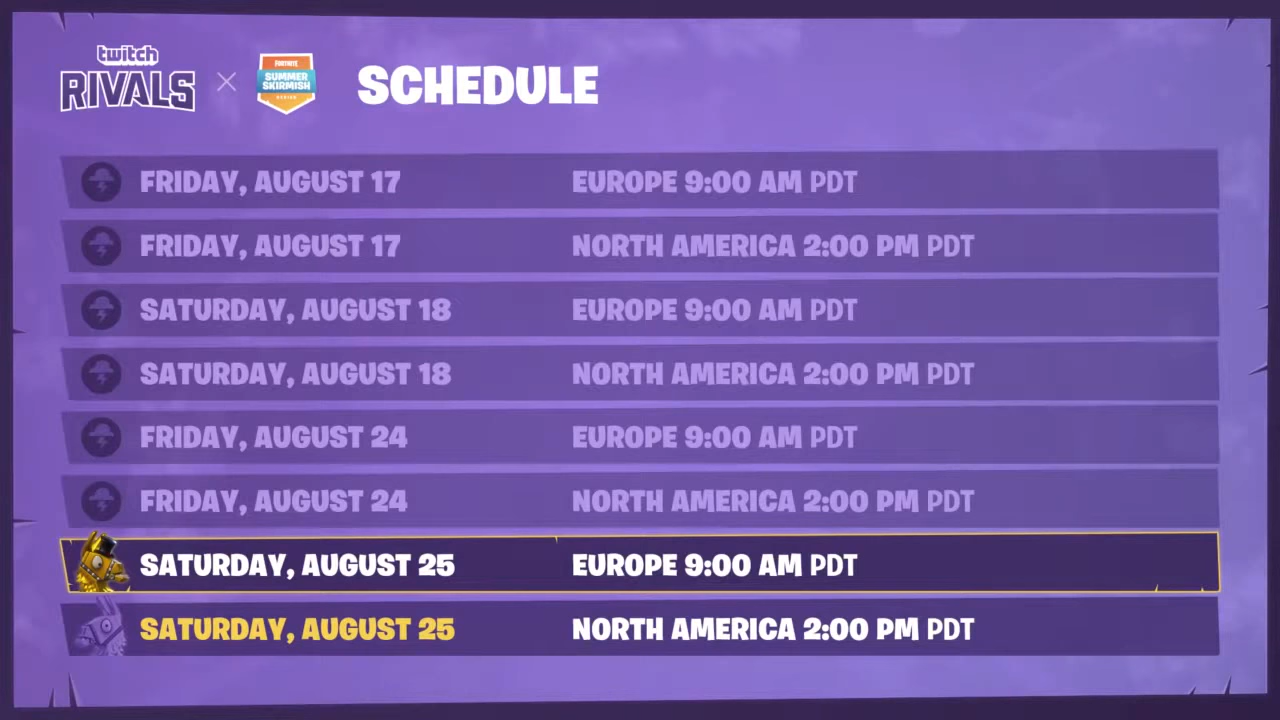 twitch
RIVALS
FORTNITE
SUMMER
SKIRMISH
SERIES
SCHEDULE
FRIDAY, AUGUST 17 EUROPE 9:00 AM PDT
FRIDAY, AUGUST 17 NORTH AMERICA 2:00 PM PDT
SATURDAY, AUGUST 18 EUROPE 9:00 AM PDT
SATURDAY, AUGUST 18 NORTH AMERICA 2:00 PM PDT
FRIDAY, AUGUST 24 EUROPE 9:00 AM PDT
FRIDAY, AUGUST 24 NORTH AMERICA 2:00 PM PDT
SATURDAY, AUGUST 25 EUROPE 9:00 AM PDT
SATURDAY, AUGUST 25 NORTH AMERICA 2:00 PM PDT